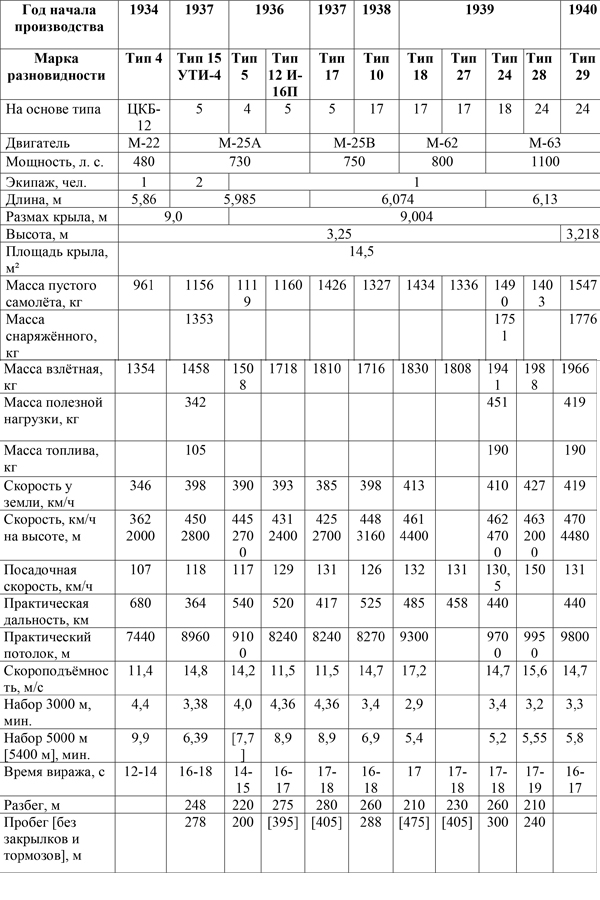 Год начала производства 1934 1937 1936 1937 1938 1939 1940
Марка разновидности Тип 4 Тип 15 УТИ-4 Тип 5 Тип 12 И-16П Тип 17 Тип 10 Тип 18 Тип 27 Тип 24 Тип 28 Тип 29
На основе типа ЦКБ-12 5 4 5 5 17 17 17 18 24 24
Двигатель М-22 М-25А М-25В М-62 М-63
Мощность, л. с. 480 730 750 800 1100
Экипаж, чел. 1 2 1
Длина, м 5,86 5,985 6,074 6,13
Размах крыла, м 9,0 9,004
Высота, м 3,25 3,218
Площадь крыла, м² 14,5
Масса пустого самолёта, кг 961 1156 1119 1160 1426 1327 1434 1336 1490 1403 1547
Масса снаряжённого, кг 1353 1751 1776
Масса взлётная, кг 1354 1458 1508 1718 1810 1716 1830 1808 1941 1988 1966
Масса полезной нагрузки, кг 342 451 419
Масса топлива, кг 105 190 190
Скорость у земли, км/ч 346 398 390 393 385 398 413 410 427 419
Скорость, км/ч на высоте, м 362 2000 450 2800 445 2700 431 2400 425 2700 448 3160 461 4400 462 4700 463 2000 470 4480
Посадочная скорость, км/ч 107 118 117 129 131 126 132 131 130,5 150 131
Практическая дальность, км 680 364 540 520 417 525 485 458 440 440
Практический потолок, м 7440 8960 9100 8240 8240 8270 9300 9700 9950 9800
Скороподъёмность, м/с 11,4 14,8 14,2 11,5 11,5 14,7 17,2 14,7 15,6 14,7
Набор 3000 м, мин. 4,4 3,38 4,0 4,36 4,36 3,4 2,9 3,4 3,2 3,3
Набор 5000 м [5400 м], мин. 9,9 6,39 [7,7] 8,9 8,9 6,9 5,4 5,2 5,55 5,8
Время виража, с 12-14 16-18 14-15 16-17 17-18 16-18 17 17-18 17-18 17-19 16-17
Разбег, м 248 220 275 280 260 210 230 260 210
Пробег [без закрылков и тормозов], м 278 200 [395] [405] 288 [475] [405] 300 240